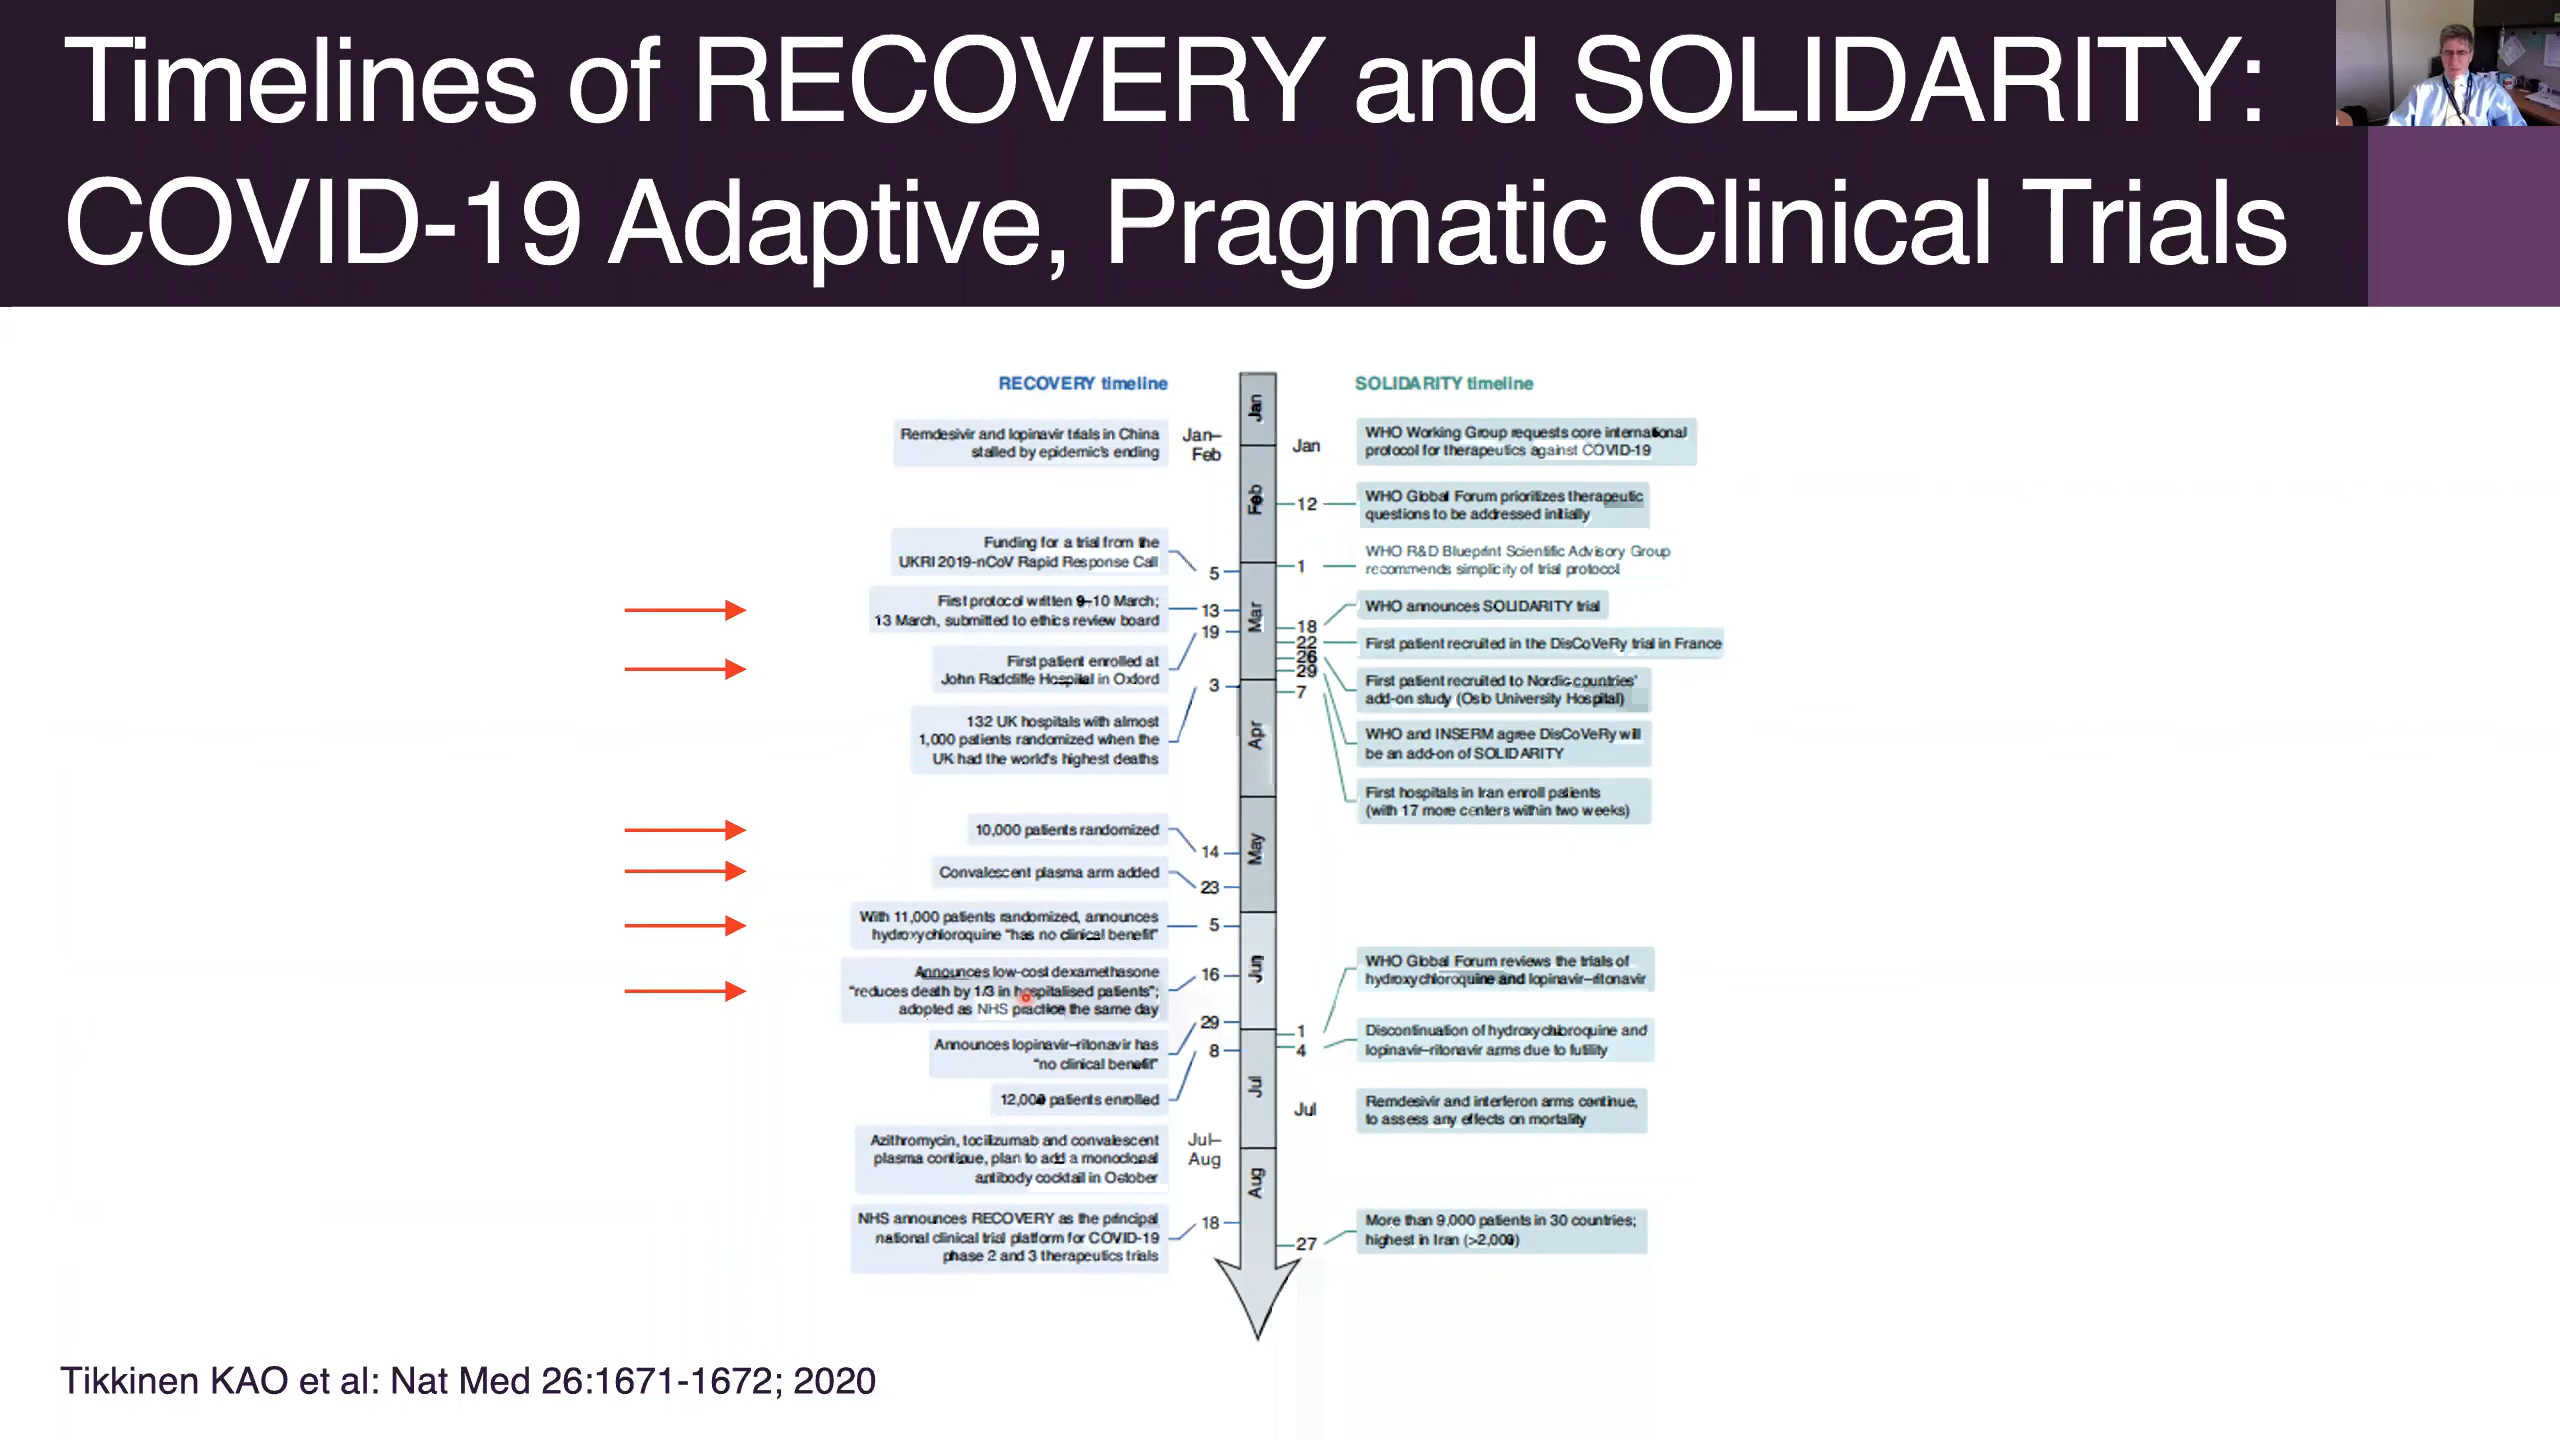 Timelines of RECOVERY and SOLIDARITY:
COVID-19 Adaptive, Pragmatic Clinical Trials
RECOVERY timeline
Jan–
Feb
Remdesivir and lopinavir trials in China
stalled by epidemic's ending
5
Funding for a trial from the
UKRI 2019-nCoV Rapid Response Call
13
First protocol written 9–10 March;
13 March, submitted to ethics review board
19
First patient enrolled at
John Radcliffe Hospital in Oxford
3
132 UK hospitals with almost
1,000 patients randomized when the
UK had the world's highest deaths
14
10,000 patients randomized
23
Convalescent plasma arm added
5
With 11,000 patients randomized, announces
hydroxychloroquine "has no clinical benefit"
16
Announces low-cost dexamethasone
"reduces death by 1/3 in hospitalised patients";
adopted as NHS practice the same day
29
Announces lopinavir–ritonavir has
"no clinical benefit"
8
12,000 patients enrolled
Jul–
Aug
Azithromycin, tocilizumab and convalescent
plasma continue, plan to add a monoclonal
antibody cocktail in October
18
NHS announces RECOVERY as the principal
national clinical trial platform for COVID-19
phase 2 and 3 therapeutics trials
Jan
Feb
Mar
Apr
May
Jun
Jul
Aug
SOLIDARITY timeline
Jan
WHO Working Group requests core international
protocol for therapeutics against COVID-19
12
WHO Global Forum prioritizes therapeutic
questions to be addressed initially
1
WHO R&D Blueprint Scientific Advisory Group
recommends simplicity of trial protocol
18
WHO announces SOLIDARITY trial
22
First patient recruited in the DisCoVeRy trial in France
26
First patient recruited to Nordic countries'
add-on study (Oslo University Hospital)
29
WHO and INSERM agree DisCoVeRy will
be an add-on of SOLIDARITY
7
First hospitals in Iran enroll patients
(with 17 more centers within two weeks)
1
WHO Global Forum reviews the trials of
hydroxychloroquine and lopinavir–ritonavir
4
Discontinuation of hydroxychloroquine and
lopinavir–ritonavir arms due to futility
Jul
Remdesivir and interferon arms continue,
to assess any effects on mortality
27
More than 9,000 patients in 30 countries;
highest in Iran (>2,000)
Tikkinen KAO et al: Nat Med 26:1671-1672; 2020